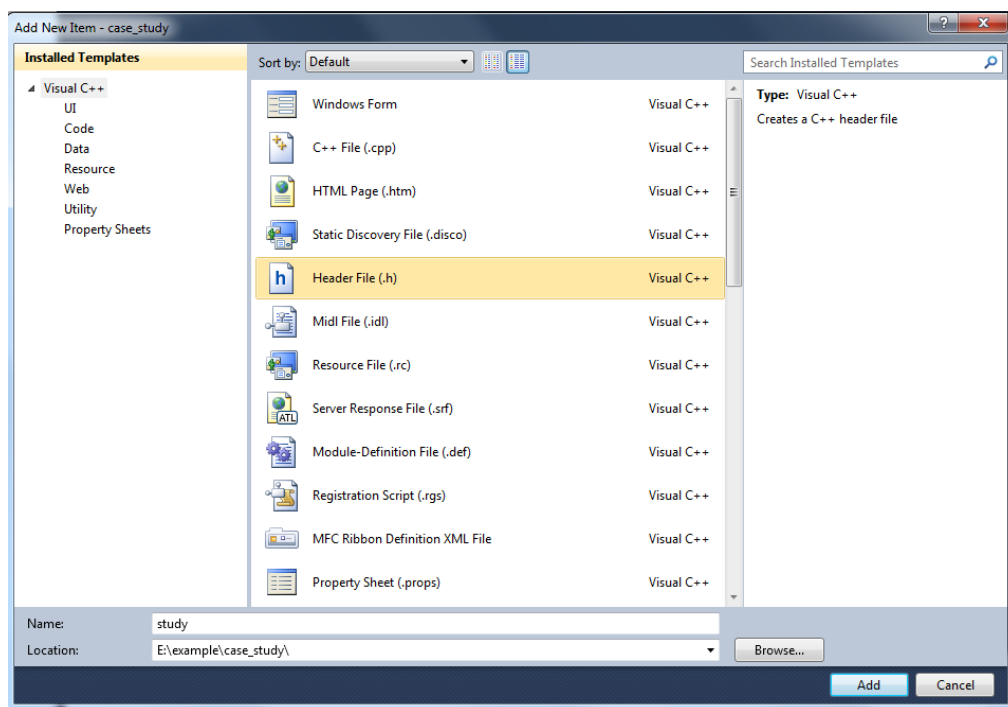 Add New Item - case_study
Installed Templates
Sort by: Default
Search Installed Templates
Visual C++
UI
Code
Data
Resource
Web
Utility
Property Sheets
Windows Form Visual C++
C++ File (.cpp) Visual C++
HTML Page (.htm) Visual C++
Static Discovery File (.disco) Visual C++
h Header File (.h) Visual C++
Midl File (.idl) Visual C++
Resource File (.rc) Visual C++
ATL Server Response File (.srf) Visual C++
Module-Definition File (.def) Visual C++
Registration Script (.rgs) Visual C++
MFC Ribbon Definition XML File Visual C++
Property Sheet (.props) Visual C++
Type: Visual C++
Creates a C++ header file
Name: study
Location: E:\example\case_study\
Browse...
Add Cancel